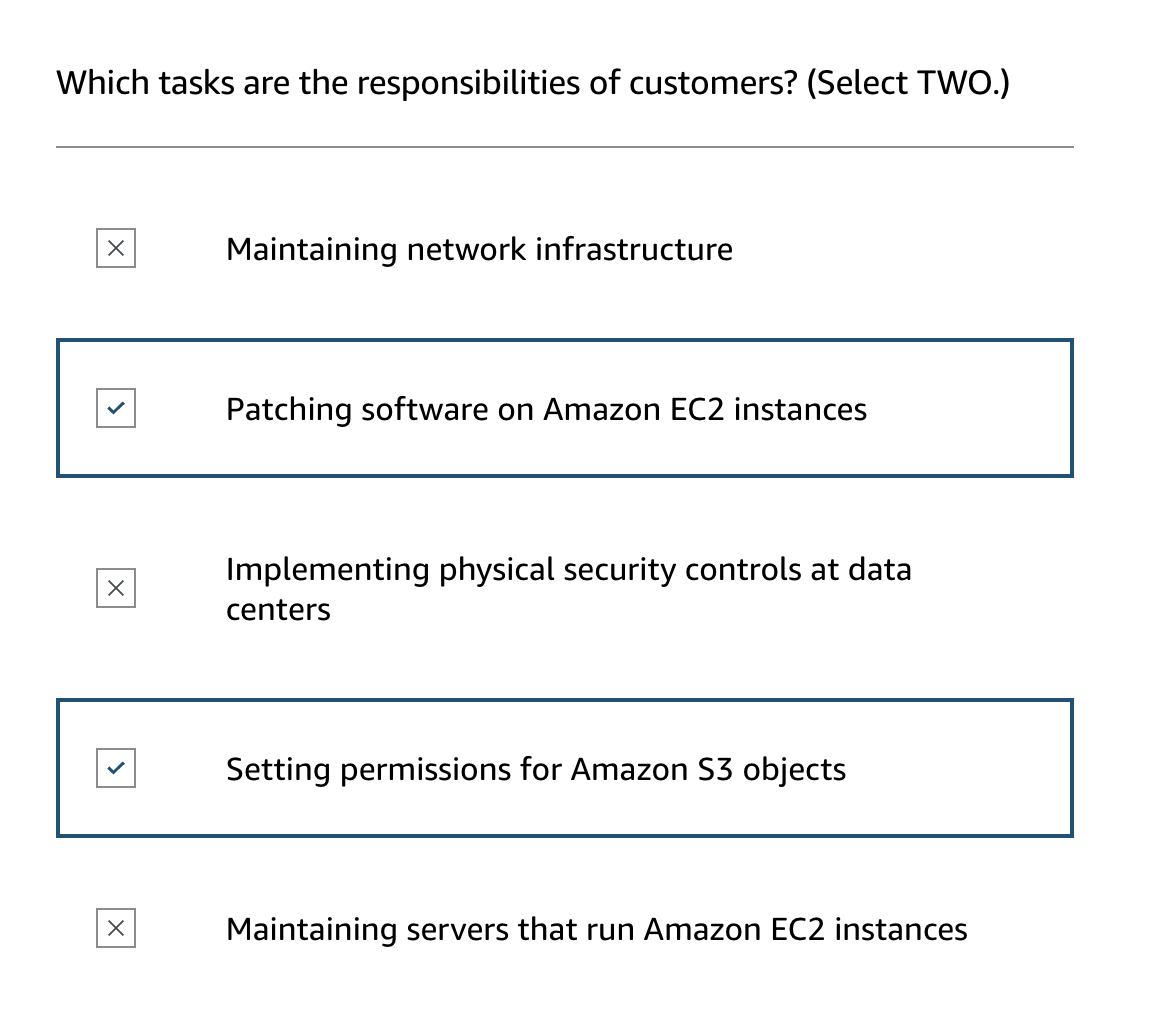 Which tasks are the responsibilities of customers? (Select TWO.)
Maintaining network infrastructure
Patching software on Amazon EC2 instances
Implementing physical security controls at data
centers
Setting permissions for Amazon S3 objects
Maintaining servers that run Amazon EC2 instances